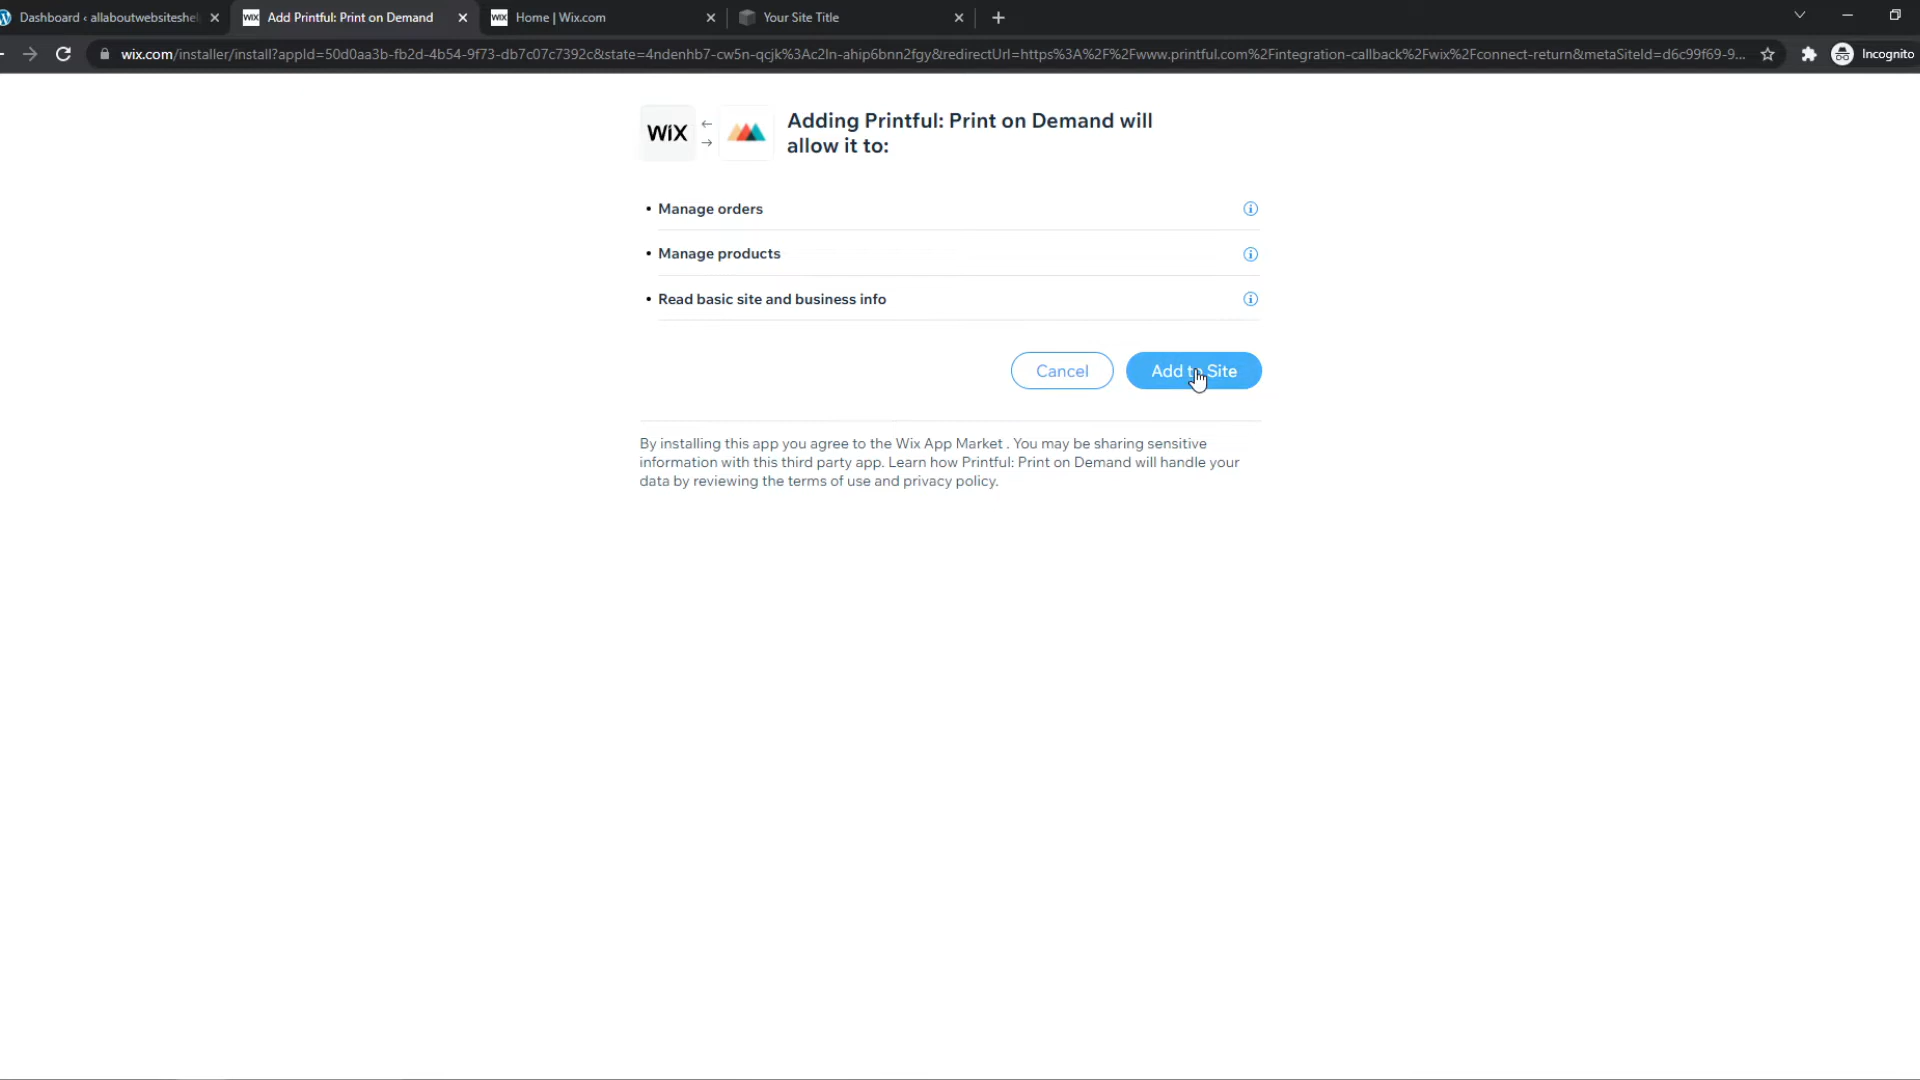 Dashboard ‹ allaboutwebsiteshel
WIX Add Printful: Print on Demand
WIX Home | Wix.com
Your Site Title
wix.com/installer/install?appId=50d0aa3b-fb2d-4b54-9f73-db7c07c7392c&state=4ndenhb7-cw5n-qcjk%3Ac2ln-ahip6bnn2fgy&redirectUrl=https%3A%2F%2Fwww.printful.com%2Fintegration-callback%2Fwix%2Fconnect-return&metaSiteId=d6c99f69-9...
Incognito
WiX
Adding Printful: Print on Demand will
allow it to:
• Manage orders
• Manage products
• Read basic site and business info
Cancel
Add to Site
By installing this app you agree to the Wix App Market . You may be sharing sensitive
information with this third party app. Learn how Printful: Print on Demand will handle your
data by reviewing the terms of use and privacy policy.